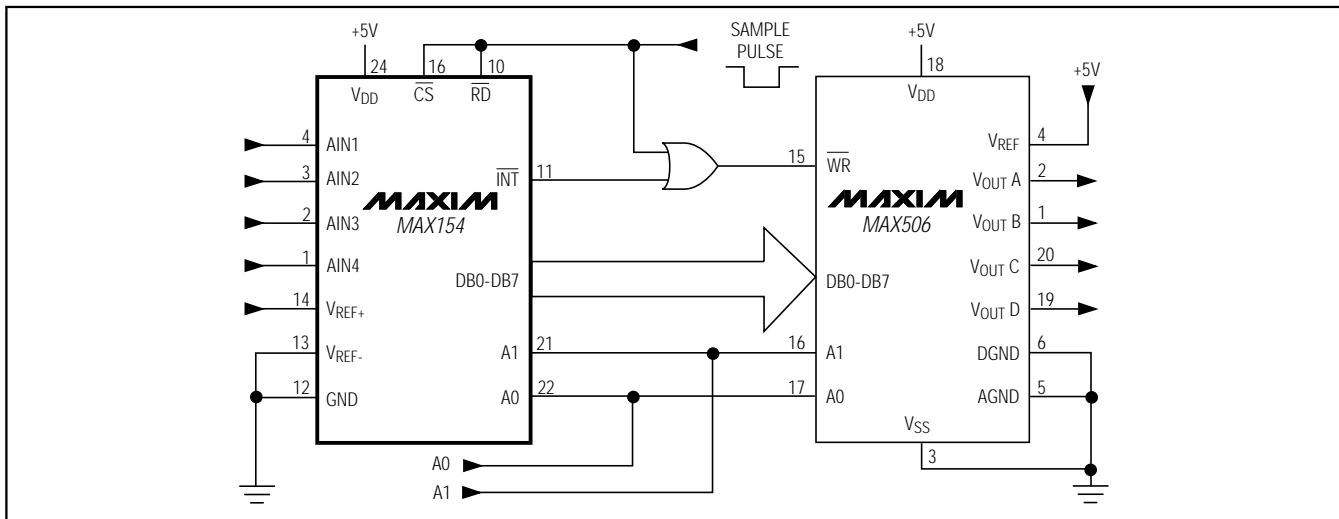 +5V
24
16
10
SAMPLE
PULSE
+5V
18
+5V
VDD
CS
RD
VDD
4 AIN1
3 AIN2
2 AIN3
1 AIN4
14 VREF+
13 VREF-
12 GND
INT 11
MAXIM
MAX154
DB0-DB7
A1 21
A0 22
15 WR
MAXIM
MAX506
DB0-DB7
16 A1
17 A0
VREF 4
VOUT A 2
VOUT B 1
VOUT C 20
VOUT D 19
DGND 6
AGND 5
VSS
3
A0
A1